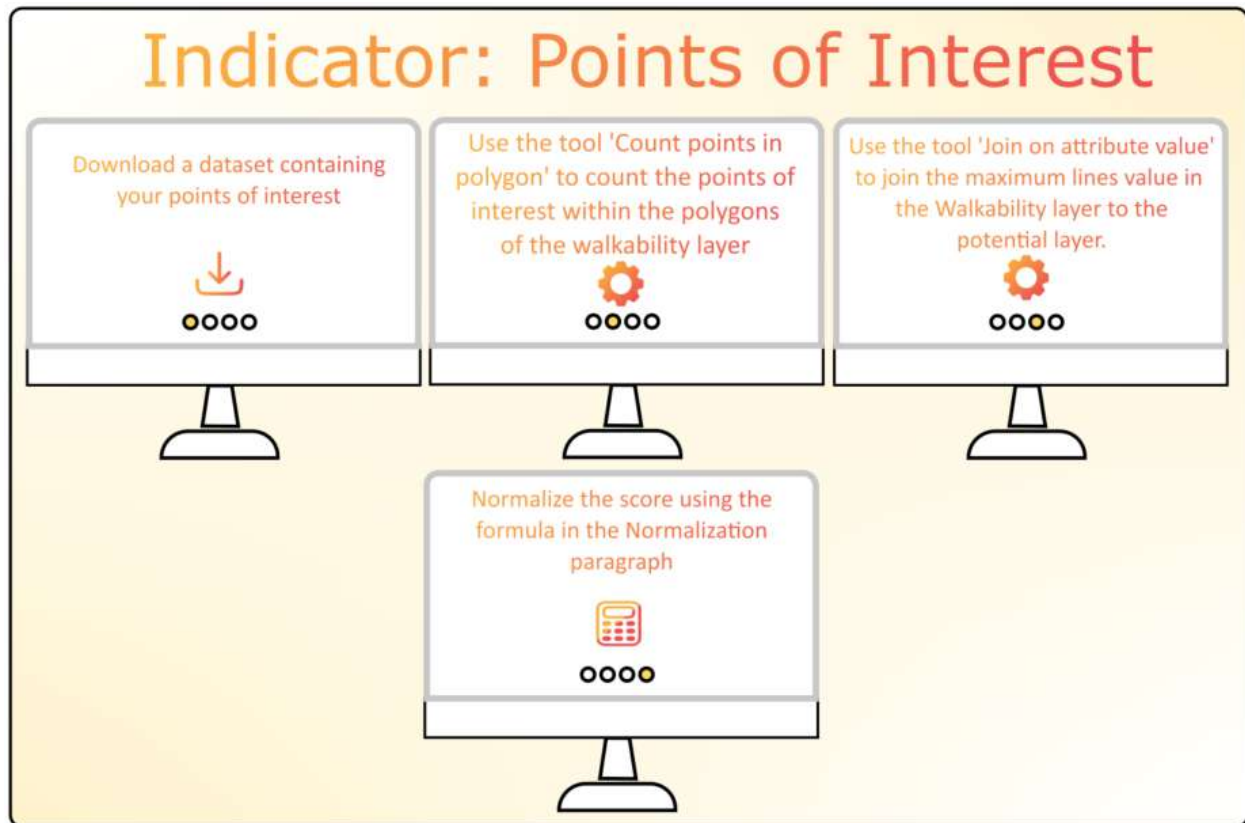 Indicator: Points of Interest
Download a dataset containing
your points of interest
Use the tool 'Count points in
polygon' to count the points of
interest within the polygons
of the walkability layer
Use the tool 'Join on attribute value'
to join the maximum lines value in
the Walkability layer to the
potential layer.
Normalize the score using the
formula in the Normalization
paragraph